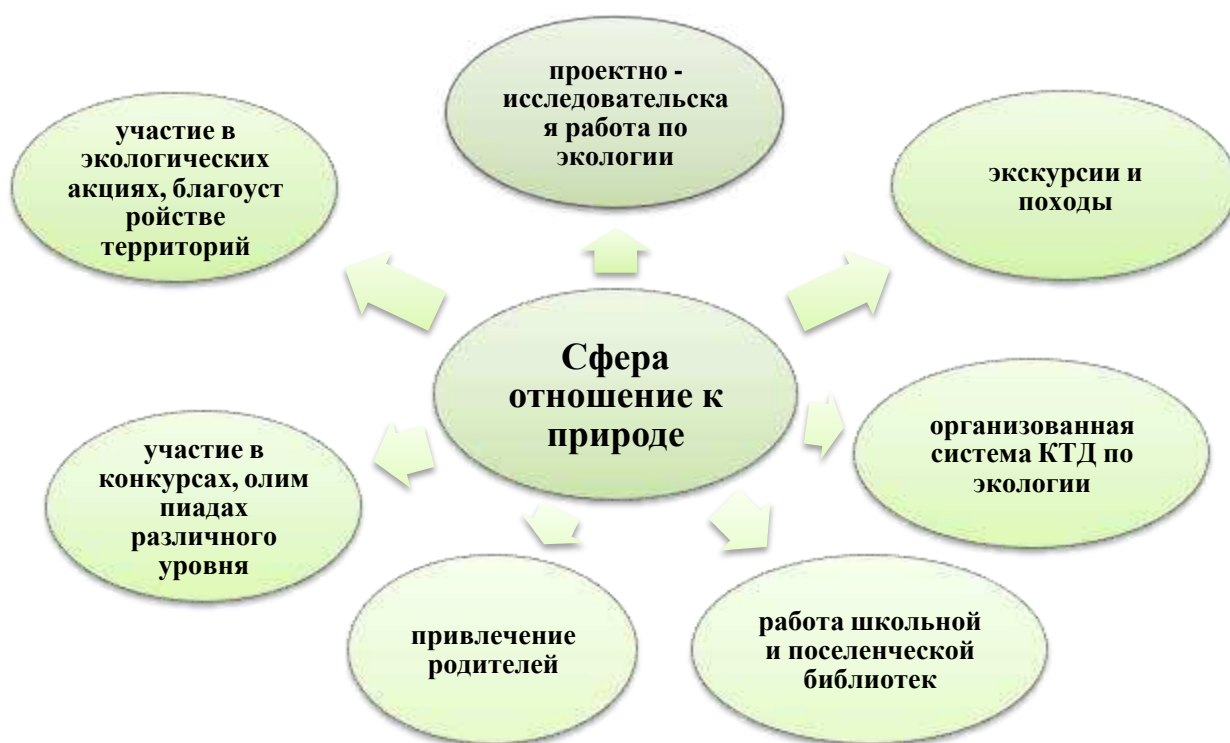 проектно -
исследовательска
я работа по
экологии
участие в
экологических
акциях, благоуст
ройстве
территорий
экскурсии и
походы
Сфера
отношение к
природе
организованная
система КТД по
экологии
участие в
конкурсах, олим
пиадах
различного
уровня
привлечение
родителей
работа школьной
и поселенческой
библиотек